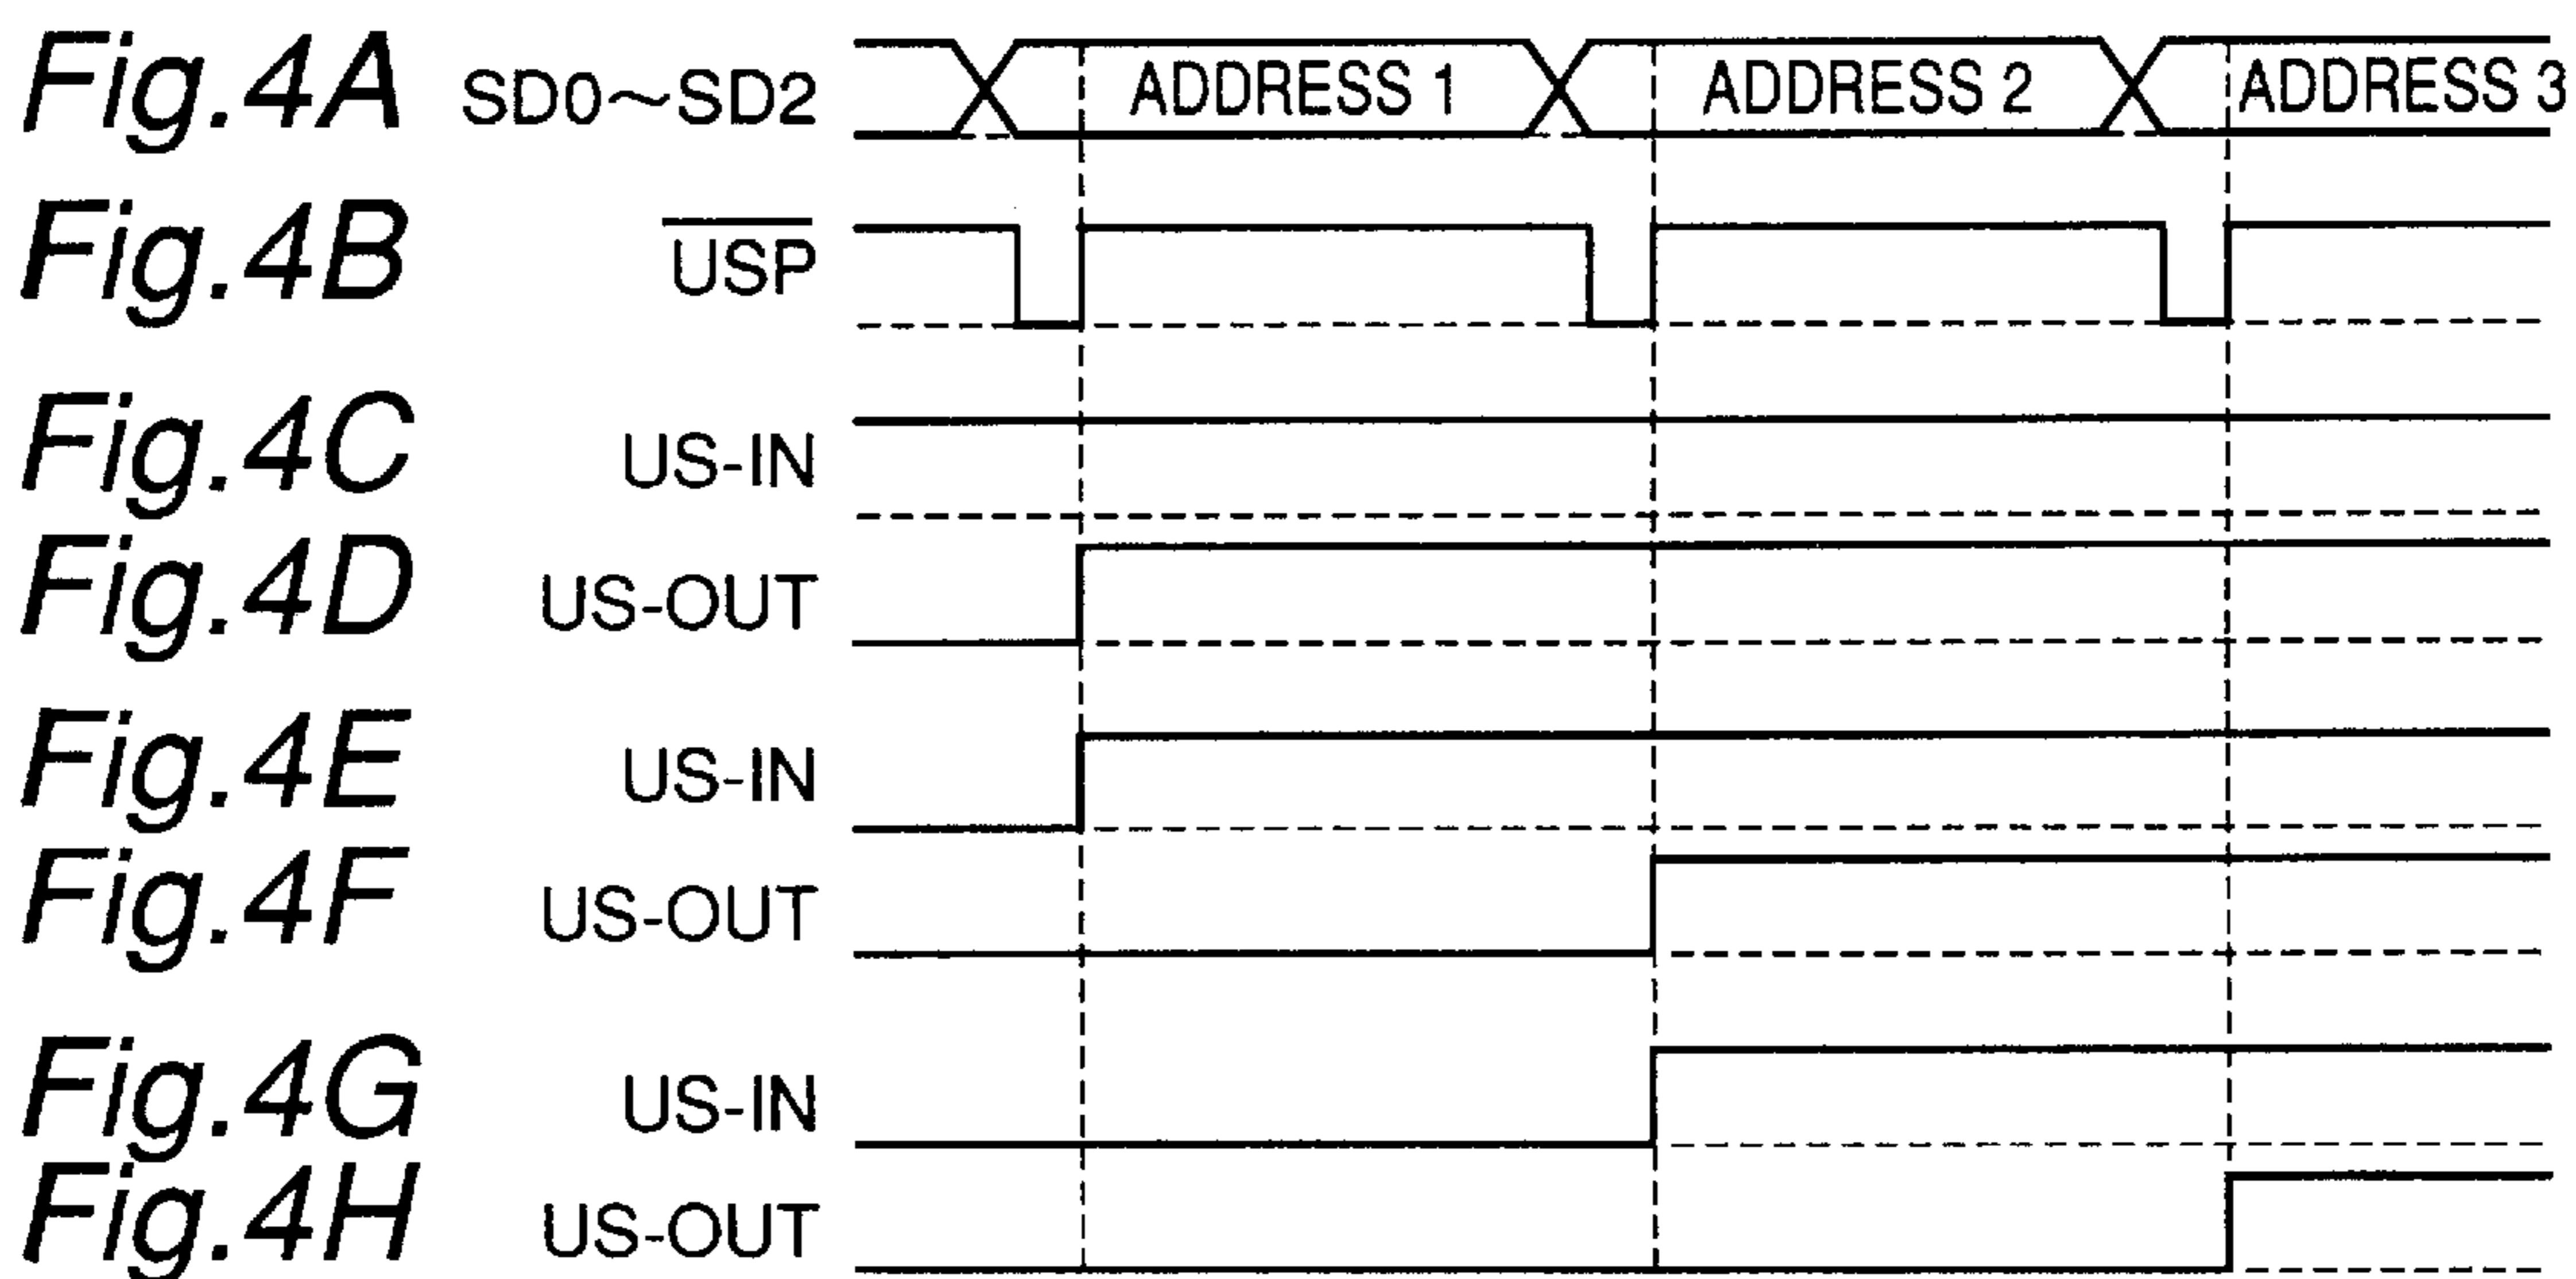 Fig.4A SD0~SD2 ADDRESS 1 ADDRESS 2 ADDRESS 3
Fig.4B USP
Fig.4C US-IN
Fig.4D US-OUT
Fig.4E US-IN
Fig.4F US-OUT
Fig.4G US-IN
Fig.4H US-OUT